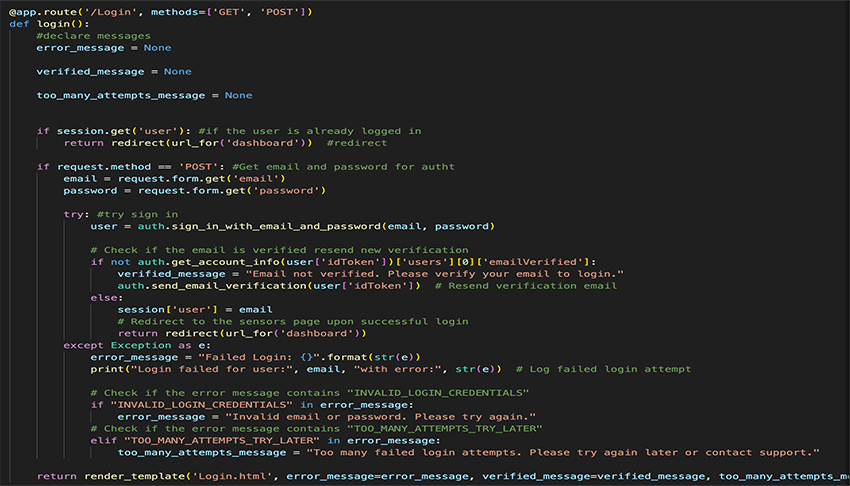 @app.route('/Login', methods=['GET', 'POST'])
def login():
    #declare messages
    error_message = None

    verified_message = None

    too_many_attempts_message = None


    if session.get('user'): #if the user is already logged in
        return redirect(url_for('dashboard'))  #redirect

    if request.method == 'POST': #Get email and password for autht
        email = request.form.get('email')
        password = request.form.get('password')

        try: #try sign in
            user = auth.sign_in_with_email_and_password(email, password)

            # Check if the email is verified resend new verification
            if not auth.get_account_info(user['idToken'])['users'][0]['emailVerified']:
                verified_message = "Email not verified. Please verify your email to login."
                auth.send_email_verification(user['idToken'])  # Resend verification email
            else:
                session['user'] = email
                # Redirect to the sensors page upon successful login
                return redirect(url_for('dashboard'))
        except Exception as e:
            error_message = "Failed Login: {}".format(str(e))
            print("Login failed for user:", email, "with error:", str(e))  # Log failed login attempt

            # Check if the error message contains "INVALID_LOGIN_CREDENTIALS"
            if "INVALID_LOGIN_CREDENTIALS" in error_message:
                error_message = "Invalid email or password. Please try again."
            # Check if the error message contains "TOO_MANY_ATTEMPTS_TRY_LATER"
            elif "TOO_MANY_ATTEMPTS_TRY_LATER" in error_message:
                too_many_attempts_message = "Too many failed login attempts. Please try again later or contact support."

    return render_template('Login.html', error_message=error_message, verified_message=verified_message, too_many_attempts_m